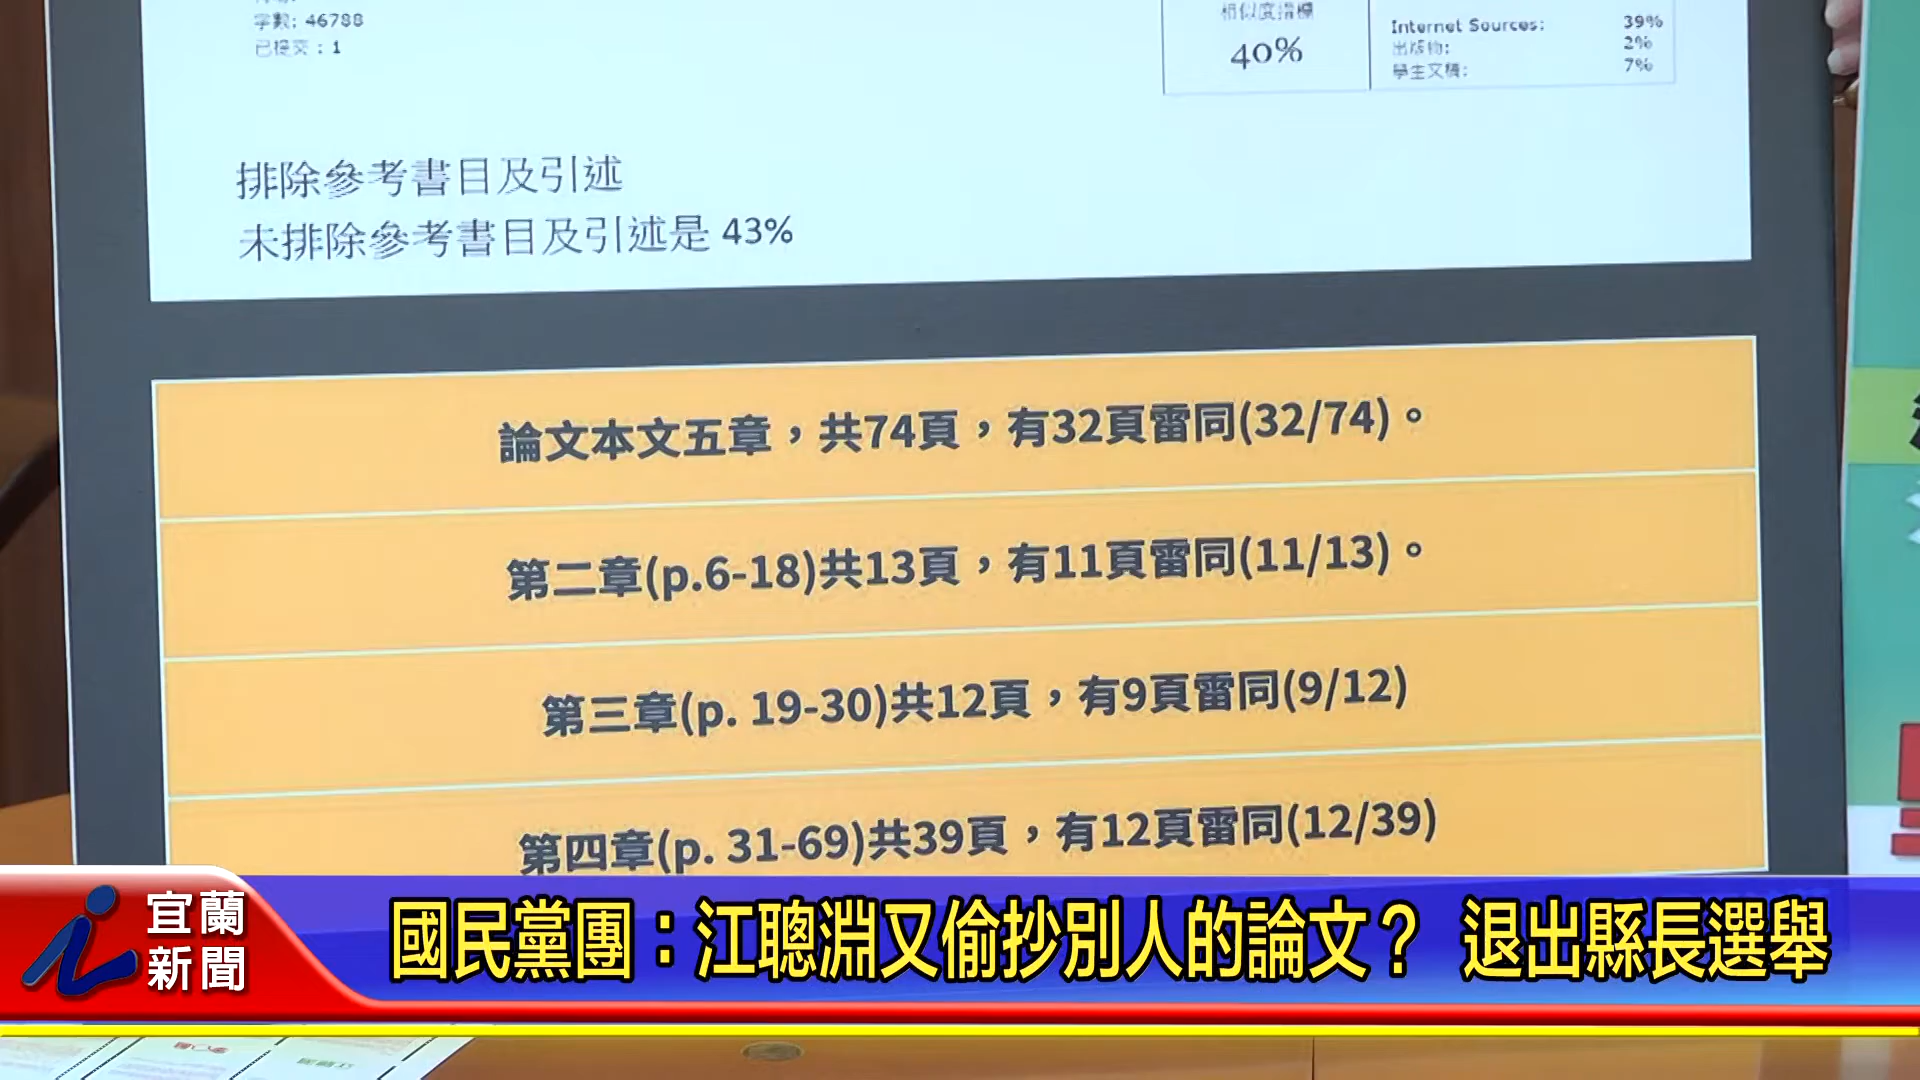 字數: 46788
已提交：1
相似度指標
40%
Internet Sources: 39%
出版物: 2%
學生文稿: 7%
排除參考書目及引述
未排除參考書目及引述是 43%
論文本文五章，共74頁，有32頁雷同(32/74)。
第二章(p.6-18)共13頁，有11頁雷同(11/13)。
第三章(p. 19-30)共12頁，有9頁雷同(9/12)
第四章(p. 31-69)共39頁，有12頁雷同(12/39)
宜蘭
新聞
國民黨團：江聰淵又偷抄別人的論文？ 退出縣長選舉